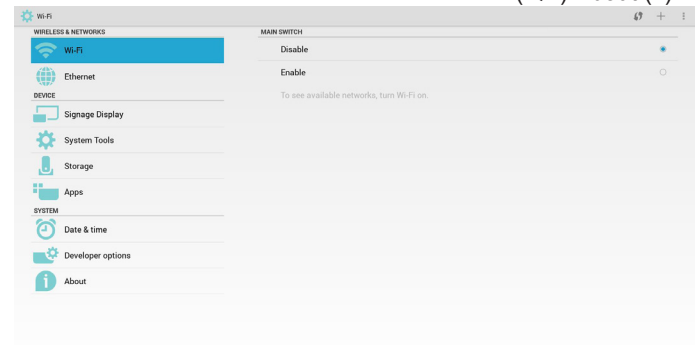 Wi-Fi
WIRELESS & NETWORKS
Wi-Fi
Ethernet
DEVICE
Signage Display
System Tools
Storage
Apps
SYSTEM
Date & time
Developer options
About
MAIN SWITCH
Disable
Enable
To see available networks, turn Wi-Fi on.